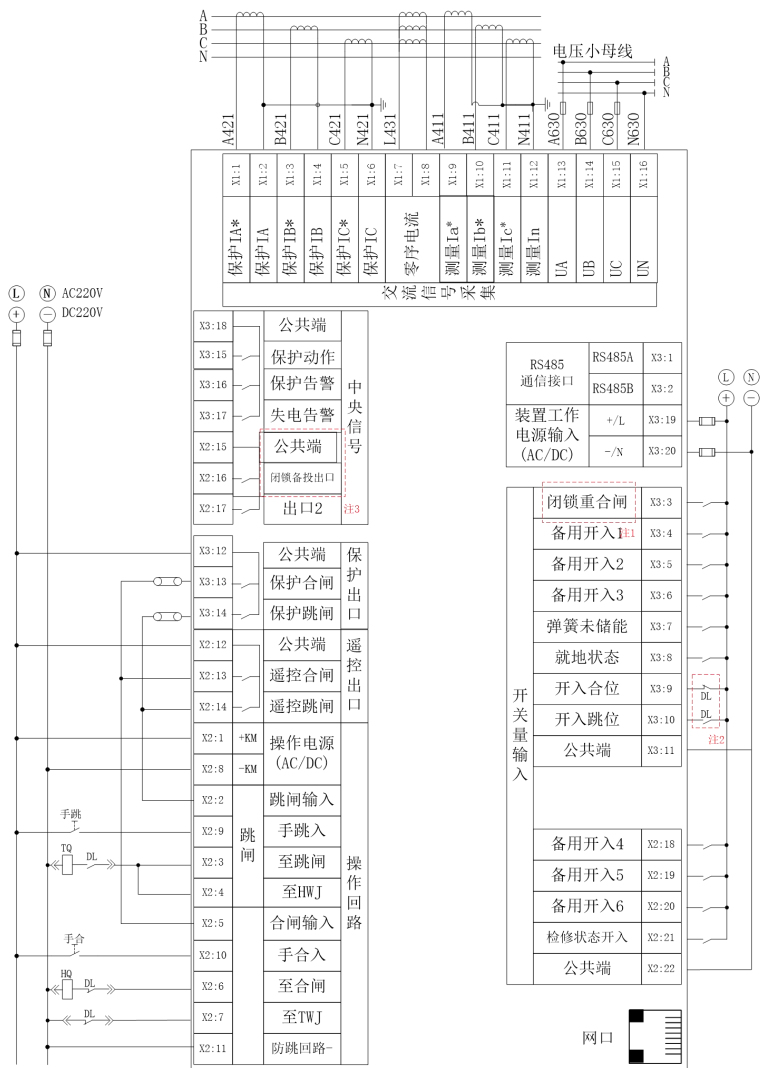 A
B
C
N
电压小母线
A
B
C
N
A421
B421
C421
N421
L431
A411
B411
C411
N411
A630
B630
C630
N630
X1:1
X1:2
X1:3
X1:4
X1:5
X1:6
X1:7
X1:8
X1:9
X1:10
X1:11
X1:12
X1:13
X1:14
X1:15
X1:16
保护IA*
保护IA
保护IB*
保护IB
保护IC*
保护IC
零序电流
测量Ia*
测量Ib*
测量Ic*
测量In
UA
UB
UC
UN
交流信号采集
L N AC220V
+ − DC220V
X3:18 公共端
X3:15 保护动作
X3:16 保护告警
X3:17 失电告警
X2:15 公共端
X2:16 闭锁备投出口
X2:17 出口2
中央信号
注3
X3:12 公共端
X3:13 保护合闸
X3:14 保护跳闸
保护出口
X2:12 公共端
X2:13 遥控合闸
X2:14 遥控跳闸
遥控出口
X2:1 +KM 操作电源
X2:8 -KM (AC/DC)
X2:2 跳闸输入
手跳
X2:9 手跳入
TQ DL
X2:3 至跳闸
X2:4 至HWJ
跳闸
X2:5 合闸输入
手合
X2:10 手合入
HQ DL
X2:6 至合闸
DL
X2:7 至TWJ
X2:11 防跳回路-
操作回路
RS485
通信接口
RS485A X3:1
RS485B X3:2
装置工作
电源输入
(AC/DC)
+/L X3:19
-/N X3:20
L N
+ −
闭锁重合闸 X3:3
备用开入1 X3:4
注1
备用开入2 X3:5
备用开入3 X3:6
弹簧未储能 X3:7
就地状态 X3:8
开入合位 X3:9
DL
开入跳位 X3:10
DL
注2
公共端 X3:11
开关量输入
备用开入4 X2:18
备用开入5 X2:19
备用开入6 X2:20
检修状态开入 X2:21
公共端 X2:22
网口